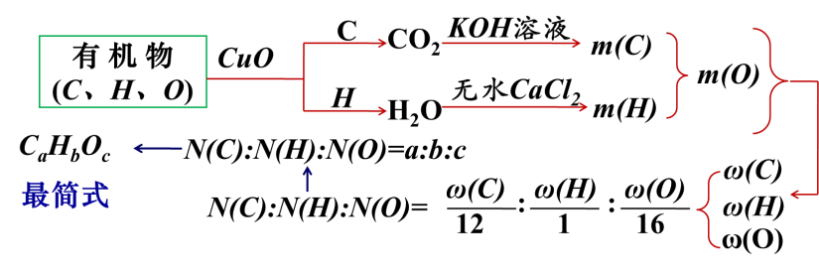 有机物
(C、H、O)
CuO
C
CO₂
KOH溶液
m(C)
H
H₂O
无水CaCl₂
m(H)
m(O)
CₐH_bO_c
N(C):N(H):N(O)=a:b:c
最简式
N(C):N(H):N(O)= ω(C)/12 : ω(H)/1 : ω(O)/16
ω(C)
ω(H)
ω(O)